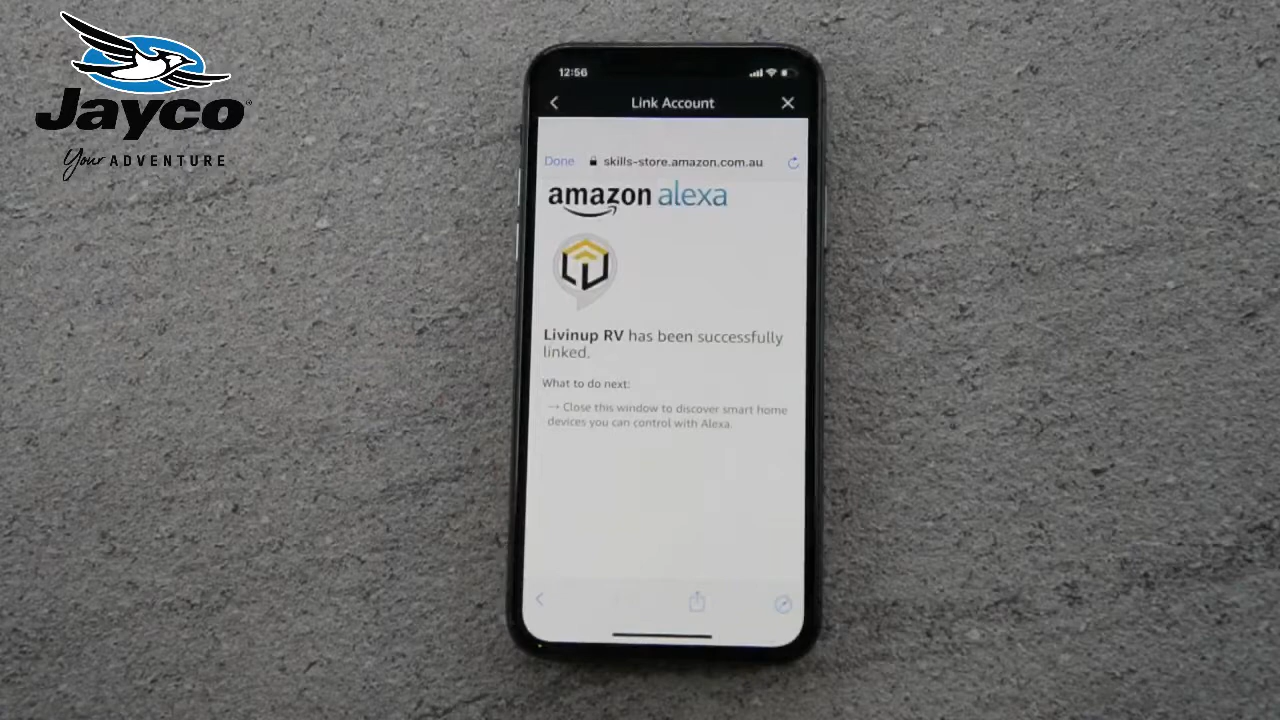 Jayco
Your ADVENTURE
12:56
Link Account
Done skills-store.amazon.com.au
amazon alexa
Livinup RV has been successfully
linked.
What to do next:
→ Close this window to discover smart home
devices you can control with Alexa.